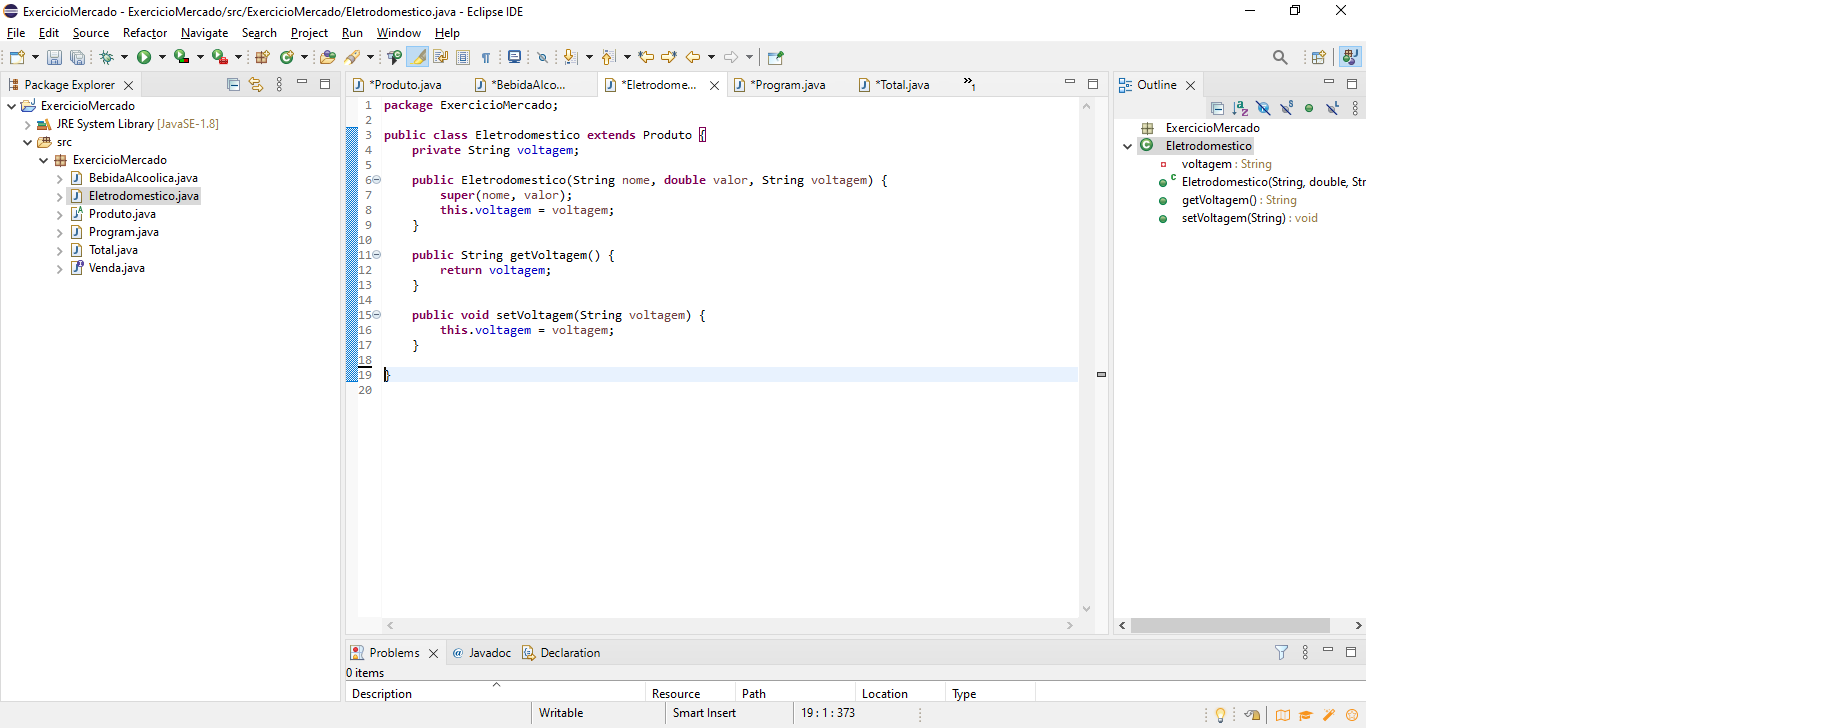 ExercicioMercado - ExercicioMercado/src/ExercicioMercado/Eletrodomestico.java - Eclipse IDE
File Edit Source Refactor Navigate Search Project Run Window Help
Package Explorer
ExercicioMercado
JRE System Library [JavaSE-1.8]
src
ExercicioMercado
BebidaAlcoolica.java
Eletrodomestico.java
Produto.java
Program.java
Total.java
Venda.java
*Produto.java *BebidaAlco... *Eletrodome... *Program.java *Total.java »1
1 package ExercicioMercado;
2
3 public class Eletrodomestico extends Produto {
4 private String voltagem;
5
6 public Eletrodomestico(String nome, double valor, String voltagem) {
7 super(nome, valor);
8 this.voltagem = voltagem;
9 }
10
11 public String getVoltagem() {
12 return voltagem;
13 }
14
15 public void setVoltagem(String voltagem) {
16 this.voltagem = voltagem;
17 }
18
19 }
20
Outline
ExercicioMercado
Eletrodomestico
voltagem : String
Eletrodomestico(String, double, Str
getVoltagem() : String
setVoltagem(String) : void
Problems @ Javadoc Declaration
0 items
Description Resource Path Location Type
Writable Smart Insert 19 : 1 : 373